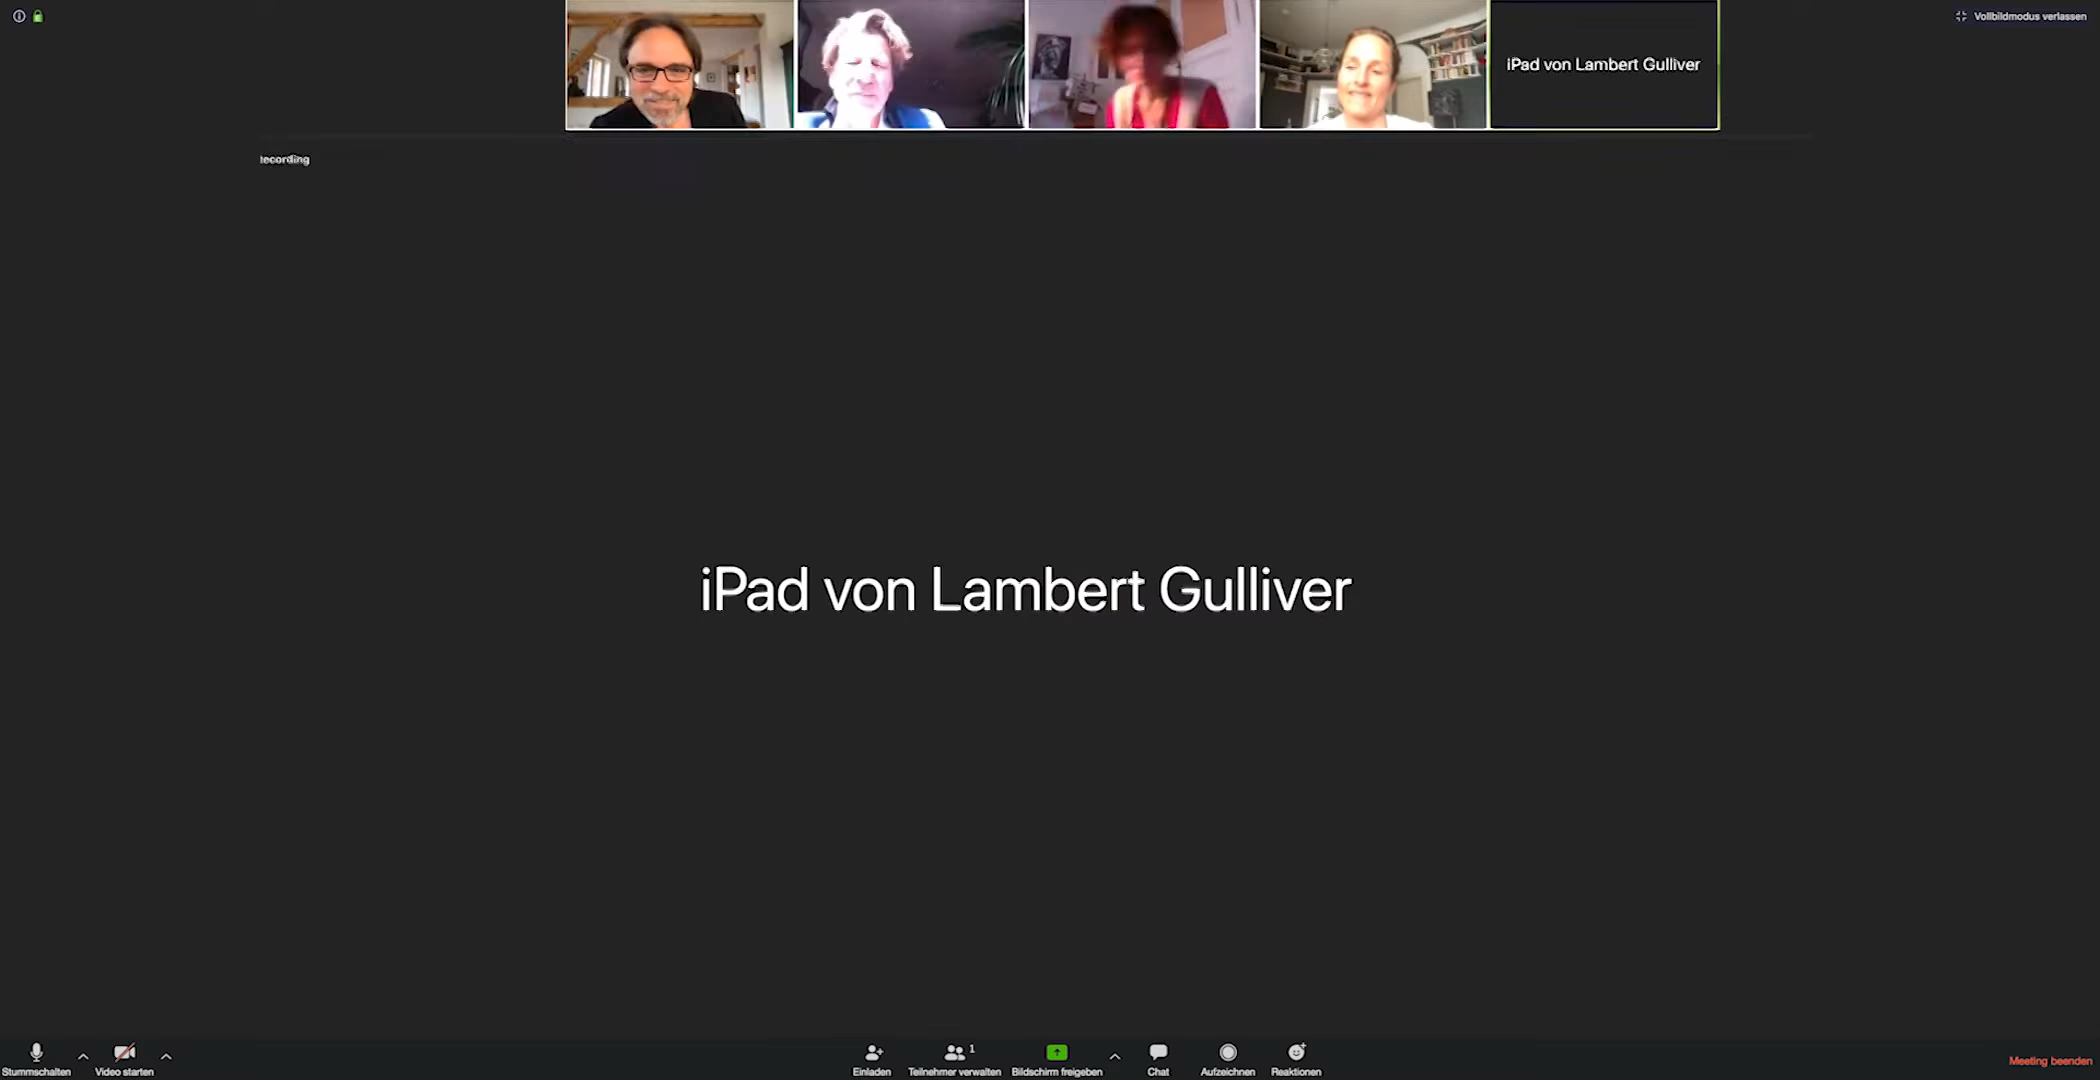 Vollbildmodus verlassen
iPad von Lambert Gulliver
ecording
iPad von Lambert Gulliver
Stummschalten
Video starten
Einladen
1
Teilnehmer verwalten
Bildschirm freigeben
Chat
Aufzeichnen
Reaktionen
Meeting beenden